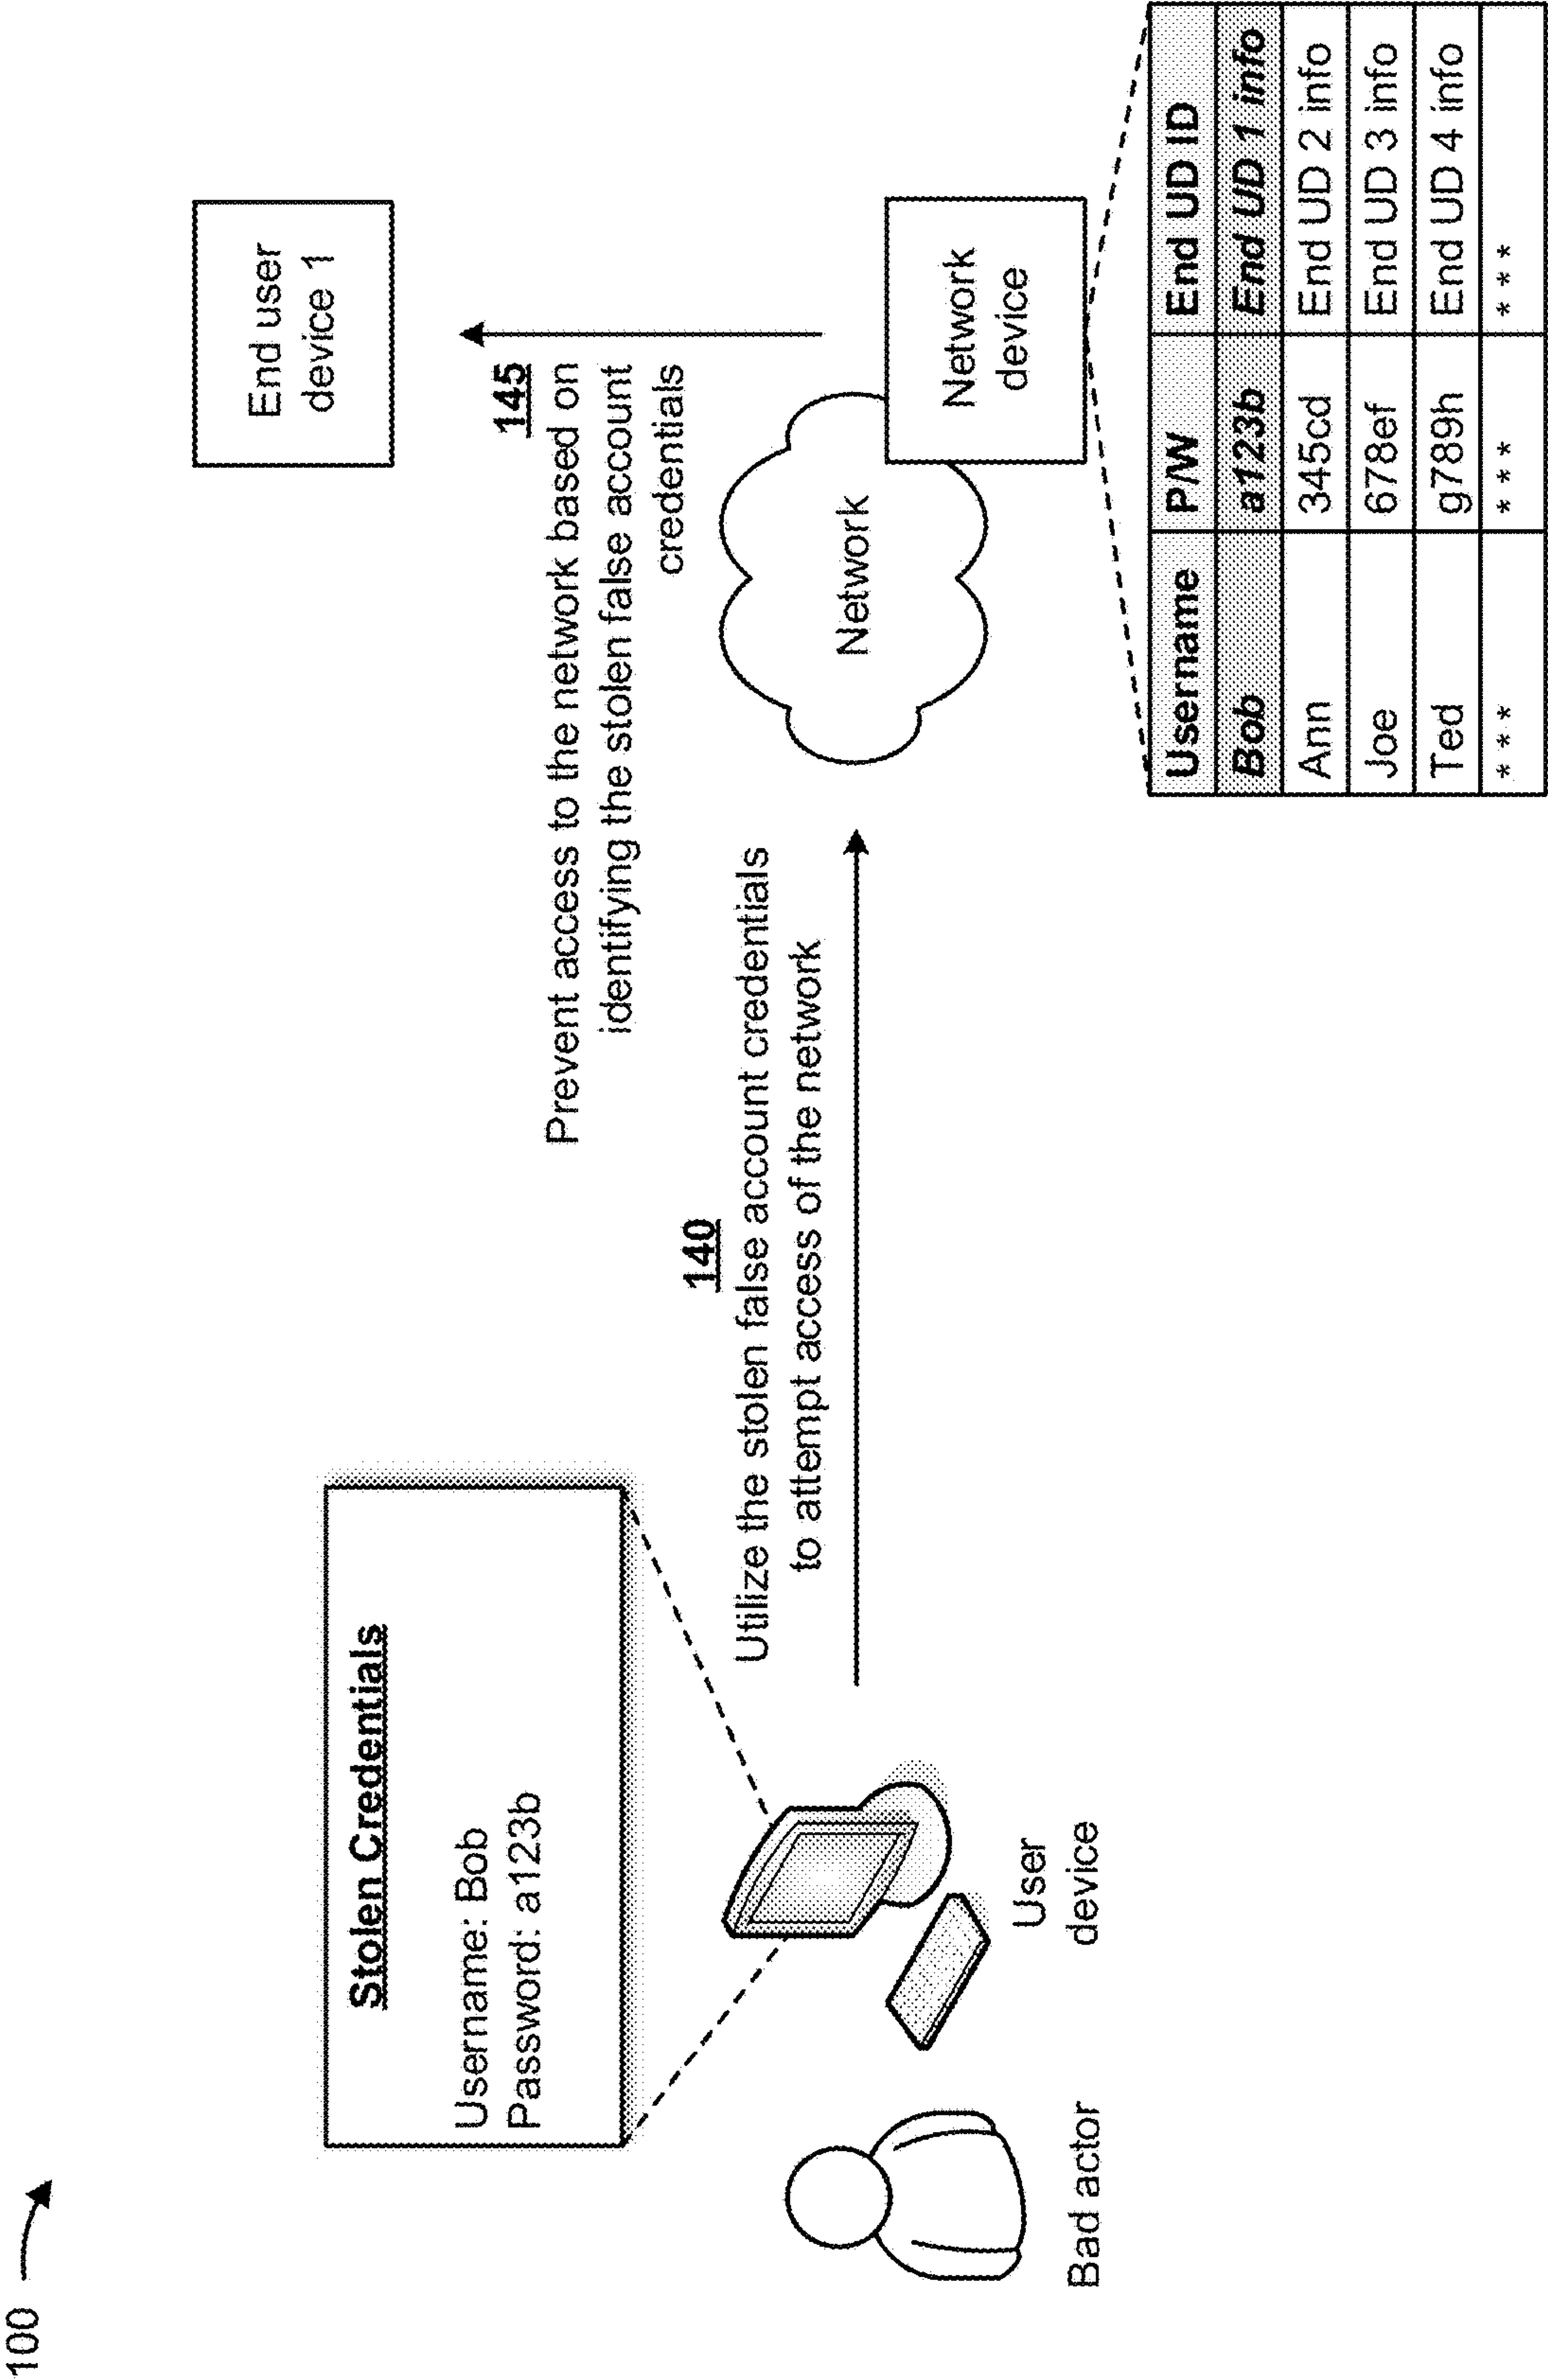 100
Stolen Credentials
Username: Bob
Password: a123b
Bad actor
User
device
140
Utilize the stolen false account credentials
to attempt access of the network
145
Prevent access to the network based on
identifying the stolen false account
credentials
End user
device 1
Network
Network
device
Username P/W End UD ID
Bob a123b End UD 1 info
Ann 345cd End UD 2 info
Joe 678ef End UD 3 info
Ted g789h End UD 4 info
*** *** ***